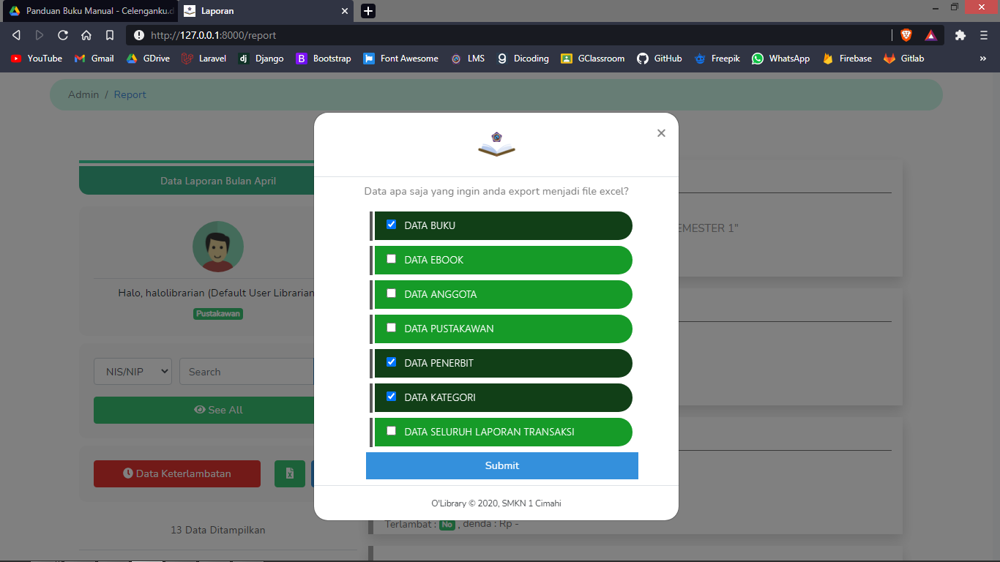 Panduan Buku Manual - Celenganku.
Laporan
http://127.0.0.1:8000/report
YouTube Gmail GDrive Laravel Django Bootstrap Font Awesome LMS Dicoding GClassroom GitHub Freepik WhatsApp Firebase Gitlab »
Admin / Report
Data Laporan Bulan April
Halo, halolibrarian (Default User Librarian
Pustakawan
NIS/NIP Search
See All
Data Keterlambatan
13 Data Ditampilkan
Data apa saja yang ingin anda export menjadi file excel?
DATA BUKU
DATA EBOOK
DATA ANGGOTA
DATA PUSTAKAWAN
DATA PENERBIT
DATA KATEGORI
DATA SELURUH LAPORAN TRANSAKSI
Submit
O'Library © 2020, SMKN 1 Cimahi
EMESTER 1"
Terlambat : No , denda : Rp -